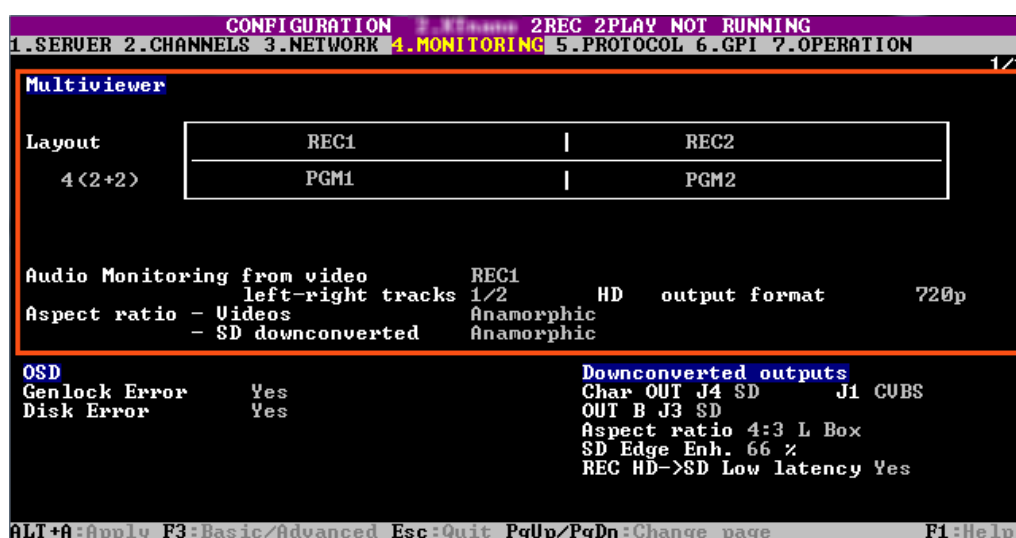 CONFIGURATION 2REC 2PLAY NOT RUNNING
1.SERVER 2.CHANNELS 3.NETWORK 4.MONITORING 5.PROTOCOL 6.GPI 7.OPERATION
Multiviewer
Layout REC1 | REC2
4(2+2) PGM1 | PGM2
Audio Monitoring from video REC1
left-right tracks 1/2 HD output format 720p
Aspect ratio - Videos Anamorphic
- SD downconverted Anamorphic
OSD Downconverted outputs
Genlock Error Yes Char OUT J4 SD J1 CVBS
Disk Error Yes OUT B J3 SD
Aspect ratio 4:3 L Box
SD Edge Enh. 66 %
REC HD->SD Low latency Yes
ALT+A:Apply F3:Basic/Advanced Esc:Quit PgUp/PgDn:Change page F1:Help